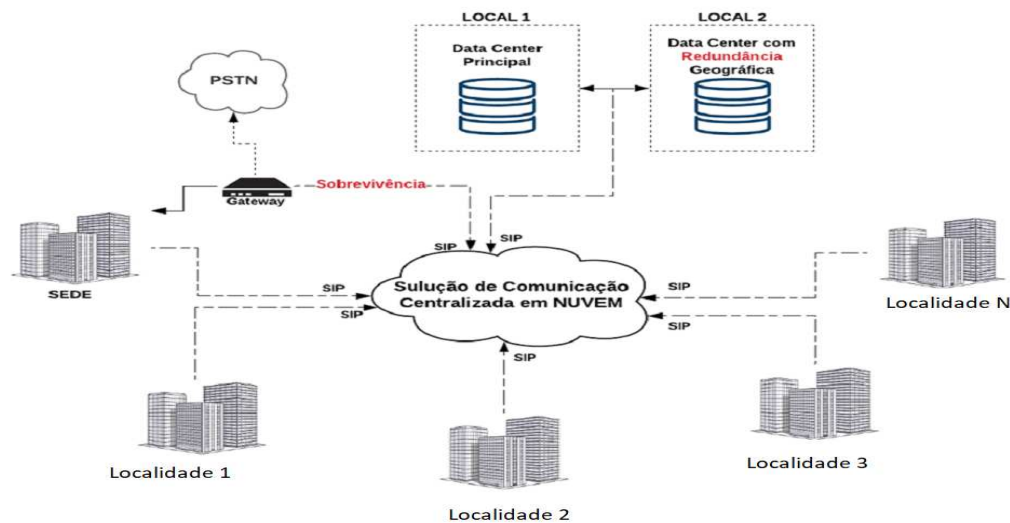 LOCAL 1
LOCAL 2
Data Center
Principal
Data Center com
Redundância
Geográfica
PSTN
Sobrevivência
Gateway
SIP
SIP
SEDE
SIP
Sulução de Comunicação
Centralizada em NUVEM
SIP
Localidade N
SIP
SIP
SIP
Localidade 1
Localidade 2
Localidade 3